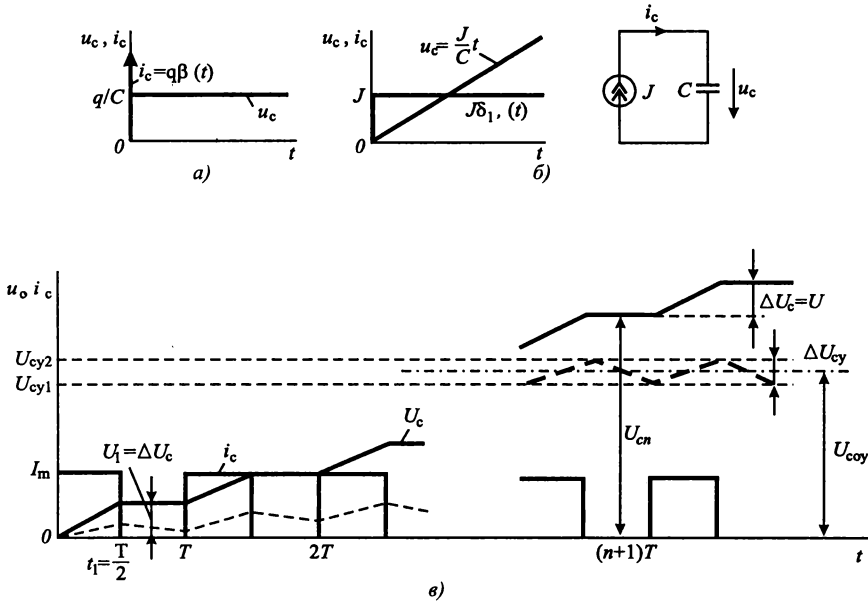 u_c , i_c
i_c=qβ (t)
q/C
u_c
0
t
а)
u_c , i_c
u_c= J/C t
J
Jδ_1, (t)
0
t
б)
i_c
J
C
u_c
u_o i_c
ΔU_c=U
U_cy2
ΔU_cy
U_cy1
U_c
U_1=ΔU_c
i_c
U_cn
U_coy
I_m
0
t_1= T/2
T
2T
(n+1)T
t
в)